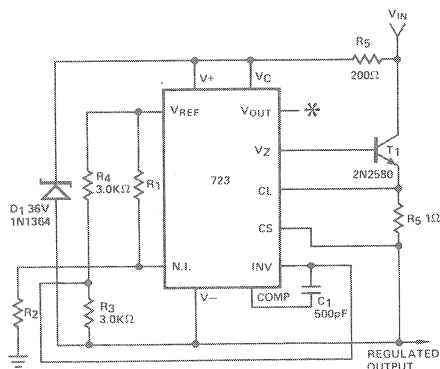 VIN
R5
200Ω
V+
VC
VREF
VOUT
*
R4
3.0KΩ
R1
VZ
T1
2N2580
723
CL
D1 36V
1N1364
R5 1Ω
CS
N.I.
INV
R2
R3
3.0KΩ
V−
COMP
C1
500pF
REGULATED
OUTPUT